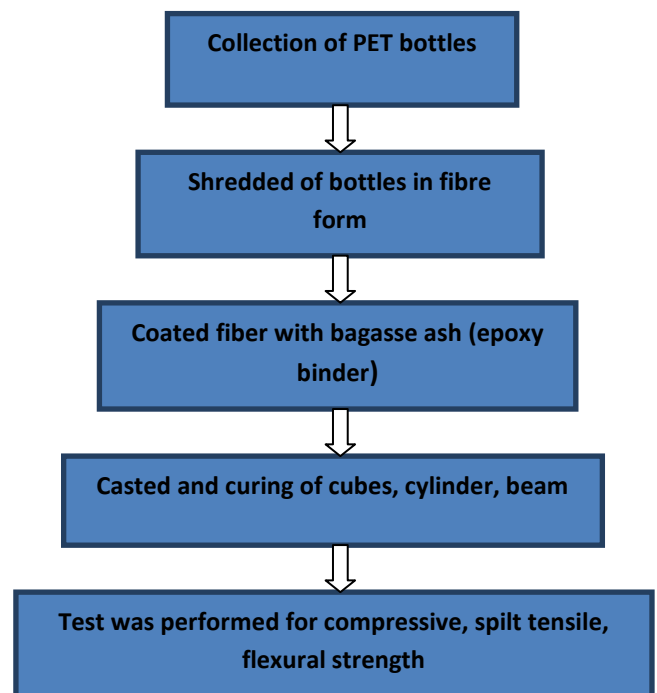 Collection of PET bottles
Shredded of bottles in fibre
form
Coated fiber with bagasse ash (epoxy
binder)
Casted and curing of cubes, cylinder, beam
Test was performed for compressive, spilt tensile,
flexural strength